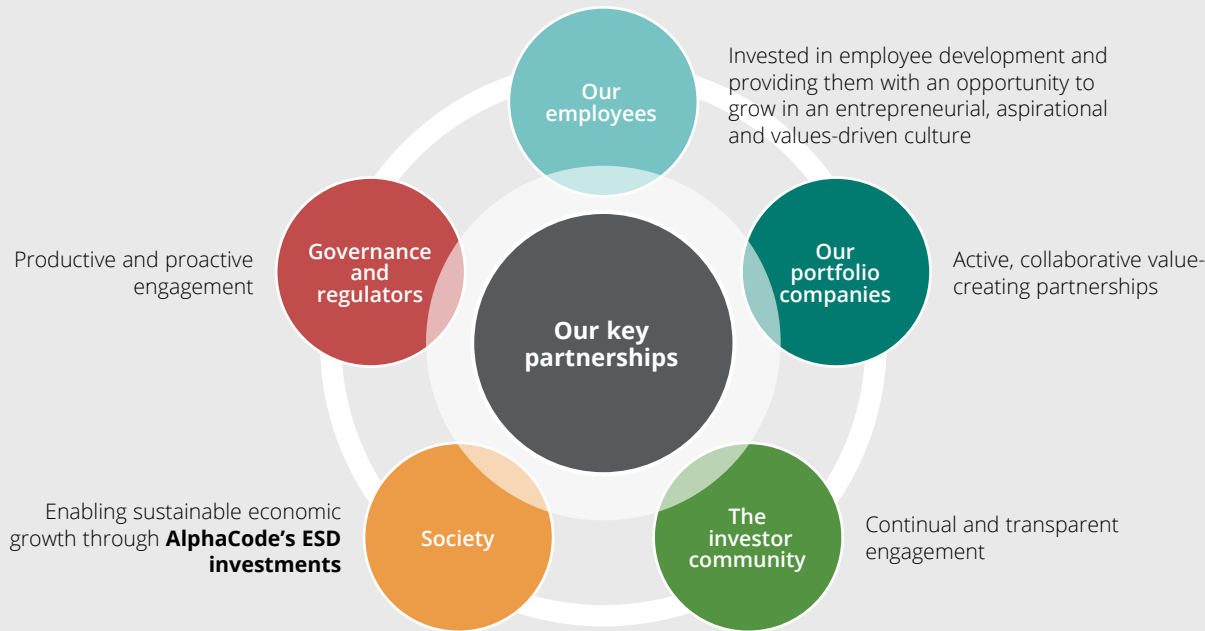 Our
employees
Invested in employee development and
providing them with an opportunity to
grow in an entrepreneurial, aspirational
and values-driven culture
Governance
and
regulators
Productive and proactive
engagement
Our
portfolio
companies
Active, collaborative value-
creating partnerships
Our key
partnerships
Society
Enabling sustainable economic
growth through AlphaCode's ESD
investments
The
investor
community
Continual and transparent
engagement